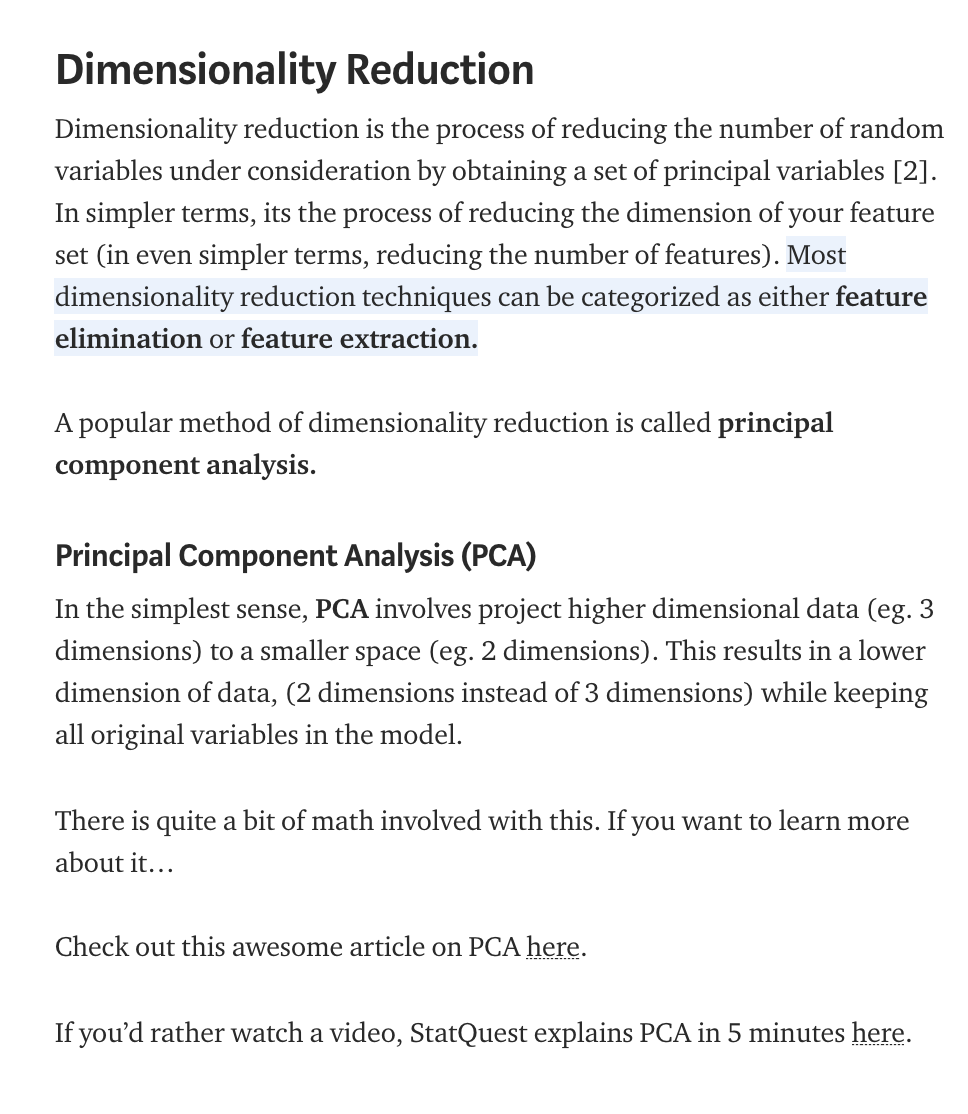 Dimensionality Reduction
Dimensionality reduction is the process of reducing the number of random
variables under consideration by obtaining a set of principal variables [2].
In simpler terms, its the process of reducing the dimension of your feature
set (in even simpler terms, reducing the number of features). Most
dimensionality reduction techniques can be categorized as either feature
elimination or feature extraction.
A popular method of dimensionality reduction is called principal
component analysis.
Principal Component Analysis (PCA)
In the simplest sense, PCA involves project higher dimensional data (eg. 3
dimensions) to a smaller space (eg. 2 dimensions). This results in a lower
dimension of data, (2 dimensions instead of 3 dimensions) while keeping
all original variables in the model.
There is quite a bit of math involved with this. If you want to learn more
about it…
Check out this awesome article on PCA here.
If you’d rather watch a video, StatQuest explains PCA in 5 minutes here.